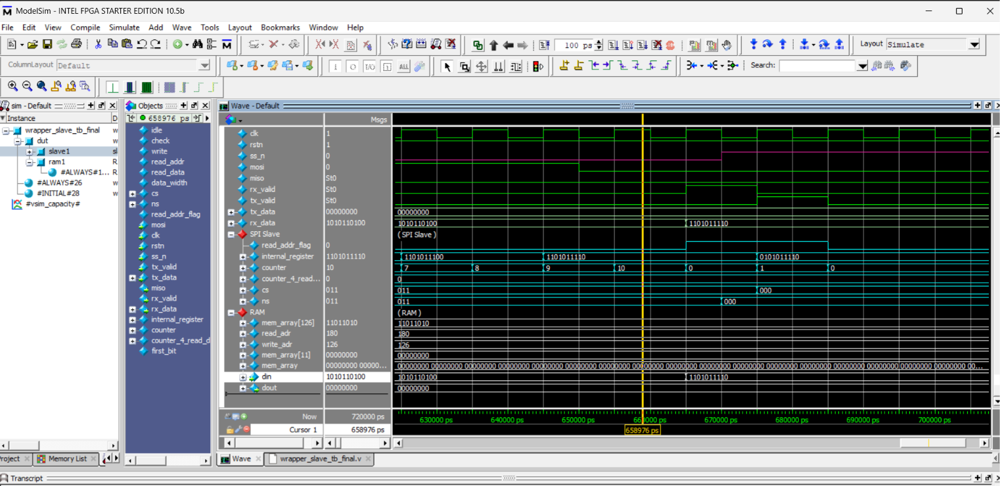 ModelSim - INTEL FPGA STARTER EDITION 10.5b
File Edit View Compile Simulate Add Wave Tools Layout Bookmarks Window Help
100 ps
Layout Simulate
ColumnLayout Default
Search:
sim - Default
Instance D
wrapper_slave_tb_final w
dut w
slave1 sl
ram1 R
#ALWAYS#1... R
#ALWAYS#26 w
#INITIAL#28 w
#vsim_capacity#
Objects
658976 ps
idle
check
write
read_addr
read_data
data_width
cs
ns
read_addr_flag
mosi
clk
rstn
ss_n
tx_valid
tx_data
miso
rx_valid
rx_data
internal_register
counter
counter_4_read_d
first_bit
Wave - Default
Msgs
clk 1
rstn 1
ss_n 0
mosi 0
miso St0
rx_valid St0
tx_valid St0
tx_data 00000000 00000000
rx_data 1010110100 1010110100 1101011110
SPI Slave (SPI Slave)
read_addr_flag 0
internal_register 1101011110 1101011100 1101011110 0101011110
counter 10 7 8 9 10 0 1 0
counter_4_read... 0 0
cs 011 011 000
ns 011 011 000
RAM (RAM)
mem_array[126] 11011010 11011010
read_adr 180 180
write_adr 126 126
mem_array[11] 00000000 00000000
mem_array 00000000 00000... 00000000 00000000 00000000 00000000 00000000 00000000 00000000 00000000 00000000 00000000 00000000 00000000 00000000 00000000 00000000 00000000 00000000 00...
din 1010110100 1010110100 1101011110
dout 00000000 00000000
Now 720000 ps 630000 ps 640000 ps 650000 ps 660000 ps 670000 ps 680000 ps 690000 ps 700000 ps
Cursor 1 658976 ps 658976 ps
roject Memory List Wave wrapper_slave_tb_final.v
Transcript